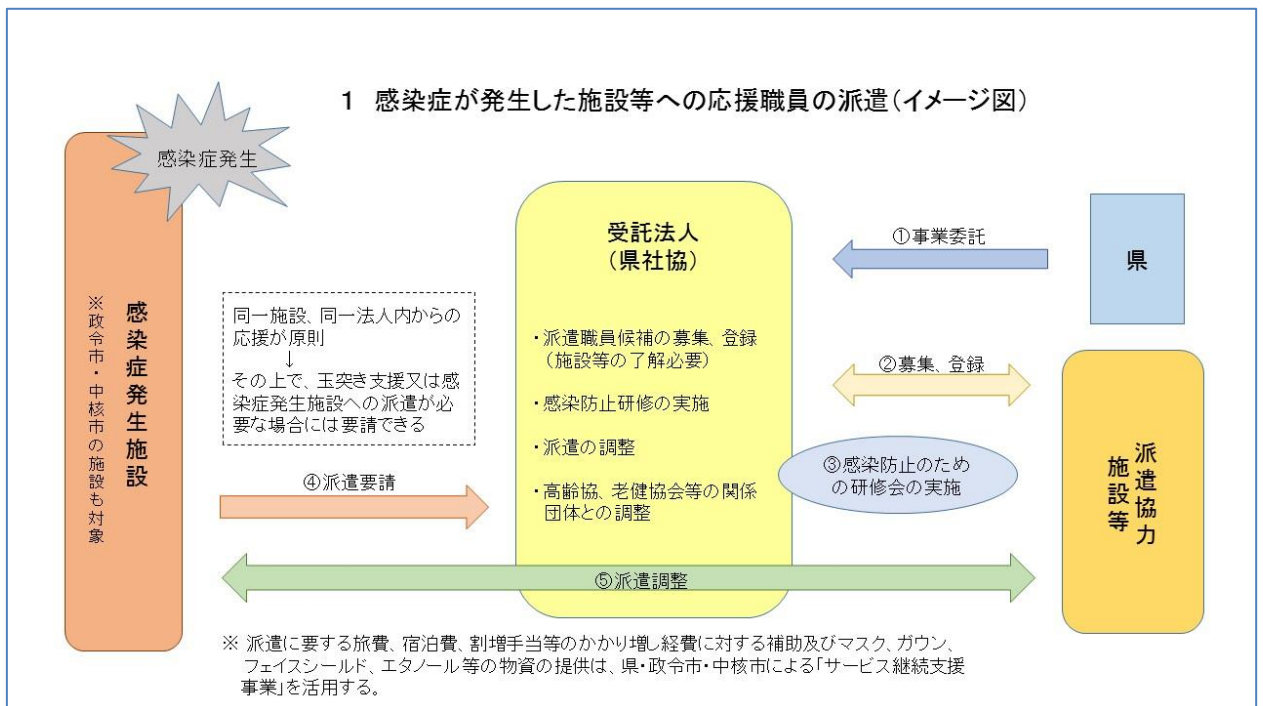 1 感染症が発生した施設等への応援職員の派遣(イメージ図)
感染症発生
感染症発生施設
※政令市・中核市の施設も対象
同一施設、同一法人内からの
応援が原則
↓
その上で、玉突き支援又は感
染症発生施設への派遣が必
要な場合には要請できる
④派遣要請
受託法人
(県社協)
・派遣職員候補の募集、登録
(施設等の了解必要)
・感染防止研修の実施
・派遣の調整
・高齢協、老健協会等の関係
団体との調整
①事業委託
県
②募集、登録
③感染防止のため
の研修会の実施
派遣協力
施設等
⑤派遣調整
※ 派遣に要する旅費、宿泊費、割増手当等のかかり増し経費に対する補助及びマスク、ガウン、
フェイスシールド、エタノール等の物資の提供は、県・政令市・中核市による「サービス継続支援
事業」を活用する。